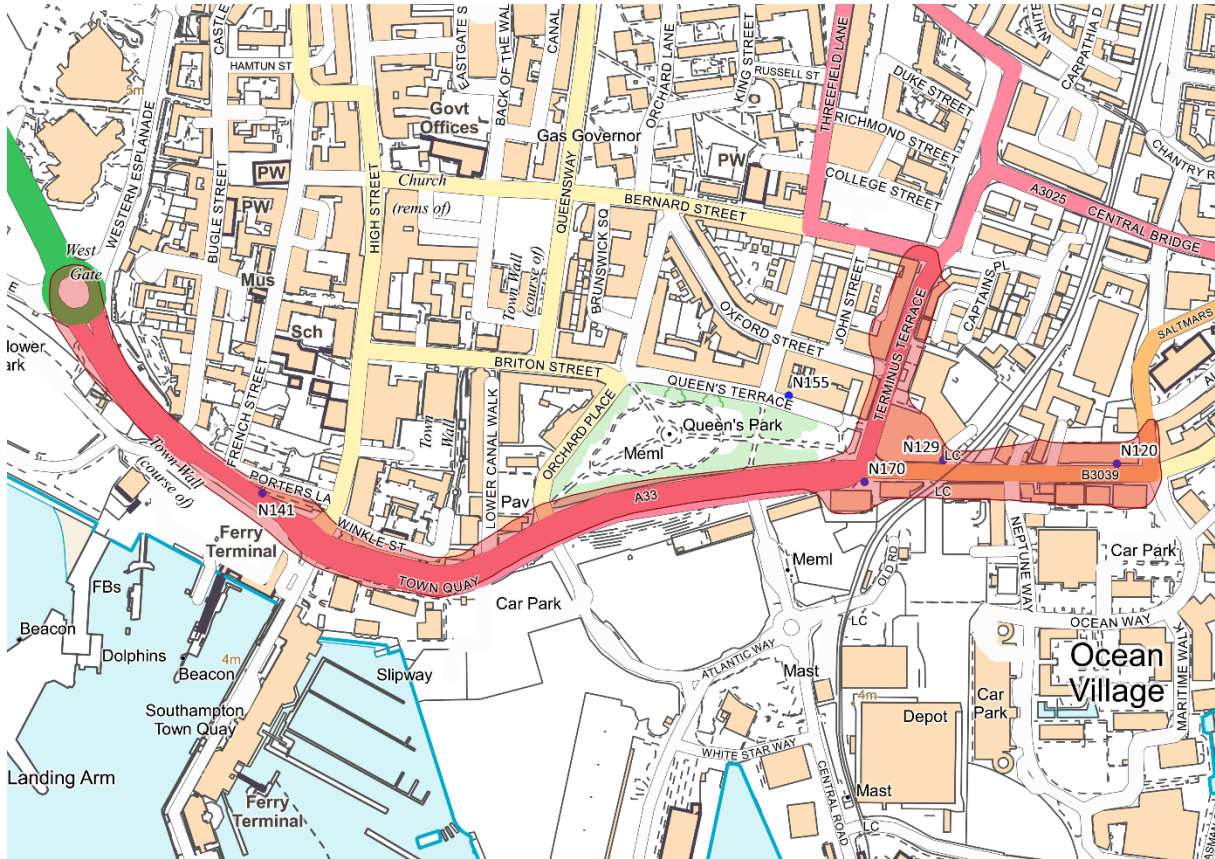 5m
HAMTUN ST
WESTERN ESPLANADE
CASTLE
EASTGATE S
BACK OF THE WAL
CANAL
ORCHARD LANE
KING STREET
RUSSELL ST
THREEFIELD LANE
DUKE STREET
RICHMOND STREET
COLLEGE STREET
WHITE
CARPATHIA D
CHANTRY R
A3025
CENTRAL BRIDGE
Govt
Offices
Gas Governor
PW
PW
PW
Church
(rems of)
QUEENSWAY
BERNARD STREET
BUGLE STREET
HIGH STREET
West
Gate
Mus
Sch
Town Wall
(course of)
BRUNSWICK SQ
OXFORD STREET
JOHN STREET
TERMINUS TERRACE
CAPTAINS PL
SALTMARS
lower
ark
FRENCH STREET
BRITON STREET
QUEEN'S TERRACE
N155
ORCHARD PLACE
Queen's Park
Meml
Town
Wall
LOWER CANAL WALK
Pav
N129
LC
N120
N170
B3039
LC
Town-Wall
(course of)
PORTERS LA
N141
WINKLE ST
A33
TOWN QUAY
Ferry
Terminal
FBs
Beacon
Dolphins
Beacon
4m
Slipway
Car Park
Meml
OLD RD
NEPTUNE WAY
Car Park
OCEAN WAY
LC
ATLANTIC WAY
Mast
4m
Ocean
Village
MARITIME WALK
Southampton
Town Quay
Depot
Car
Park
WHITE STAR WAY
CENTRAL ROAD
Landing Arm
Ferry
Terminal
Mast
LC